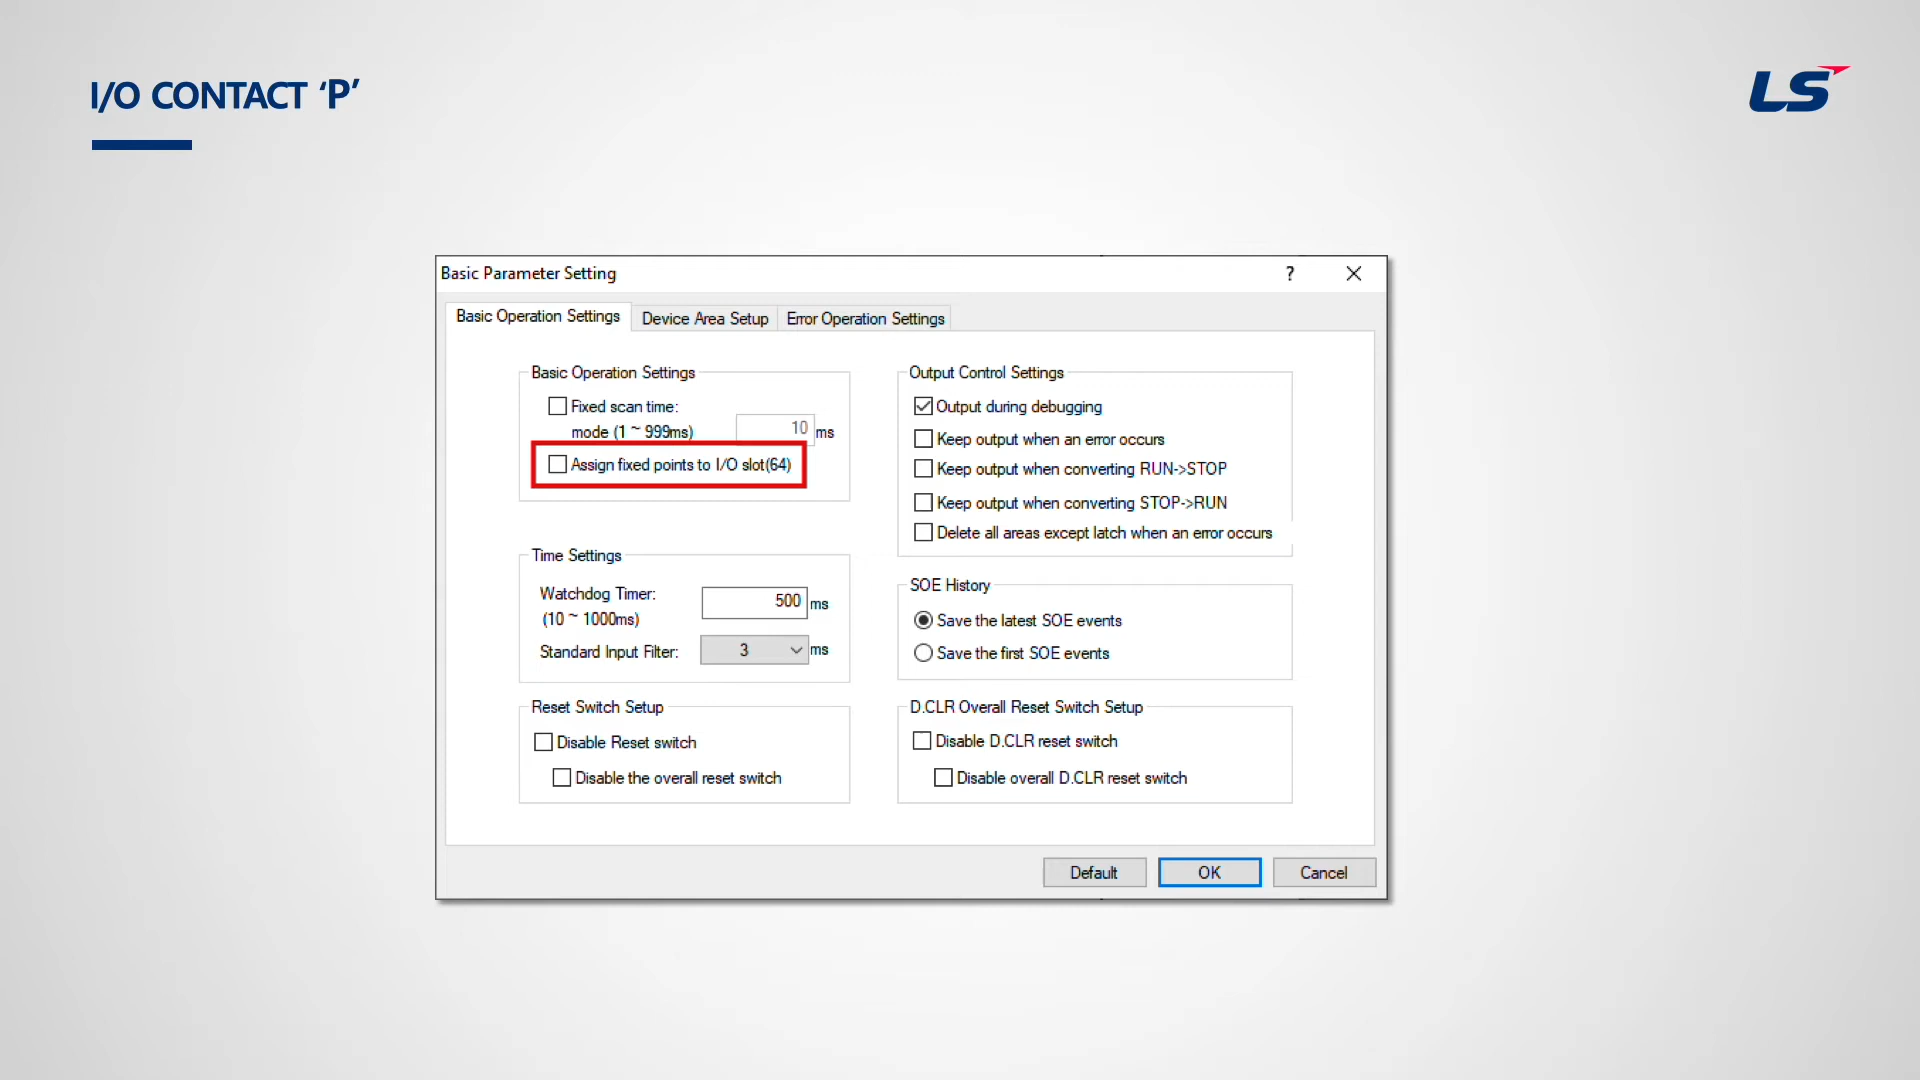 I/O CONTACT ‘P’
LS
Basic Parameter Setting
?
Basic Operation Settings
Device Area Setup
Error Operation Settings
Basic Operation Settings
Fixed scan time:
mode (1 ~ 999ms)
10 ms
Assign fixed points to I/O slot(64)
Output Control Settings
Output during debugging
Keep output when an error occurs
Keep output when converting RUN->STOP
Keep output when converting STOP->RUN
Delete all areas except latch when an error occurs
Time Settings
Watchdog Timer:
(10 ~ 1000ms)
500 ms
Standard Input Filter: 3 ms
SOE History
Save the latest SOE events
Save the first SOE events
Reset Switch Setup
Disable Reset switch
Disable the overall reset switch
D.CLR Overall Reset Switch Setup
Disable D.CLR reset switch
Disable overall D.CLR reset switch
Default
OK
Cancel